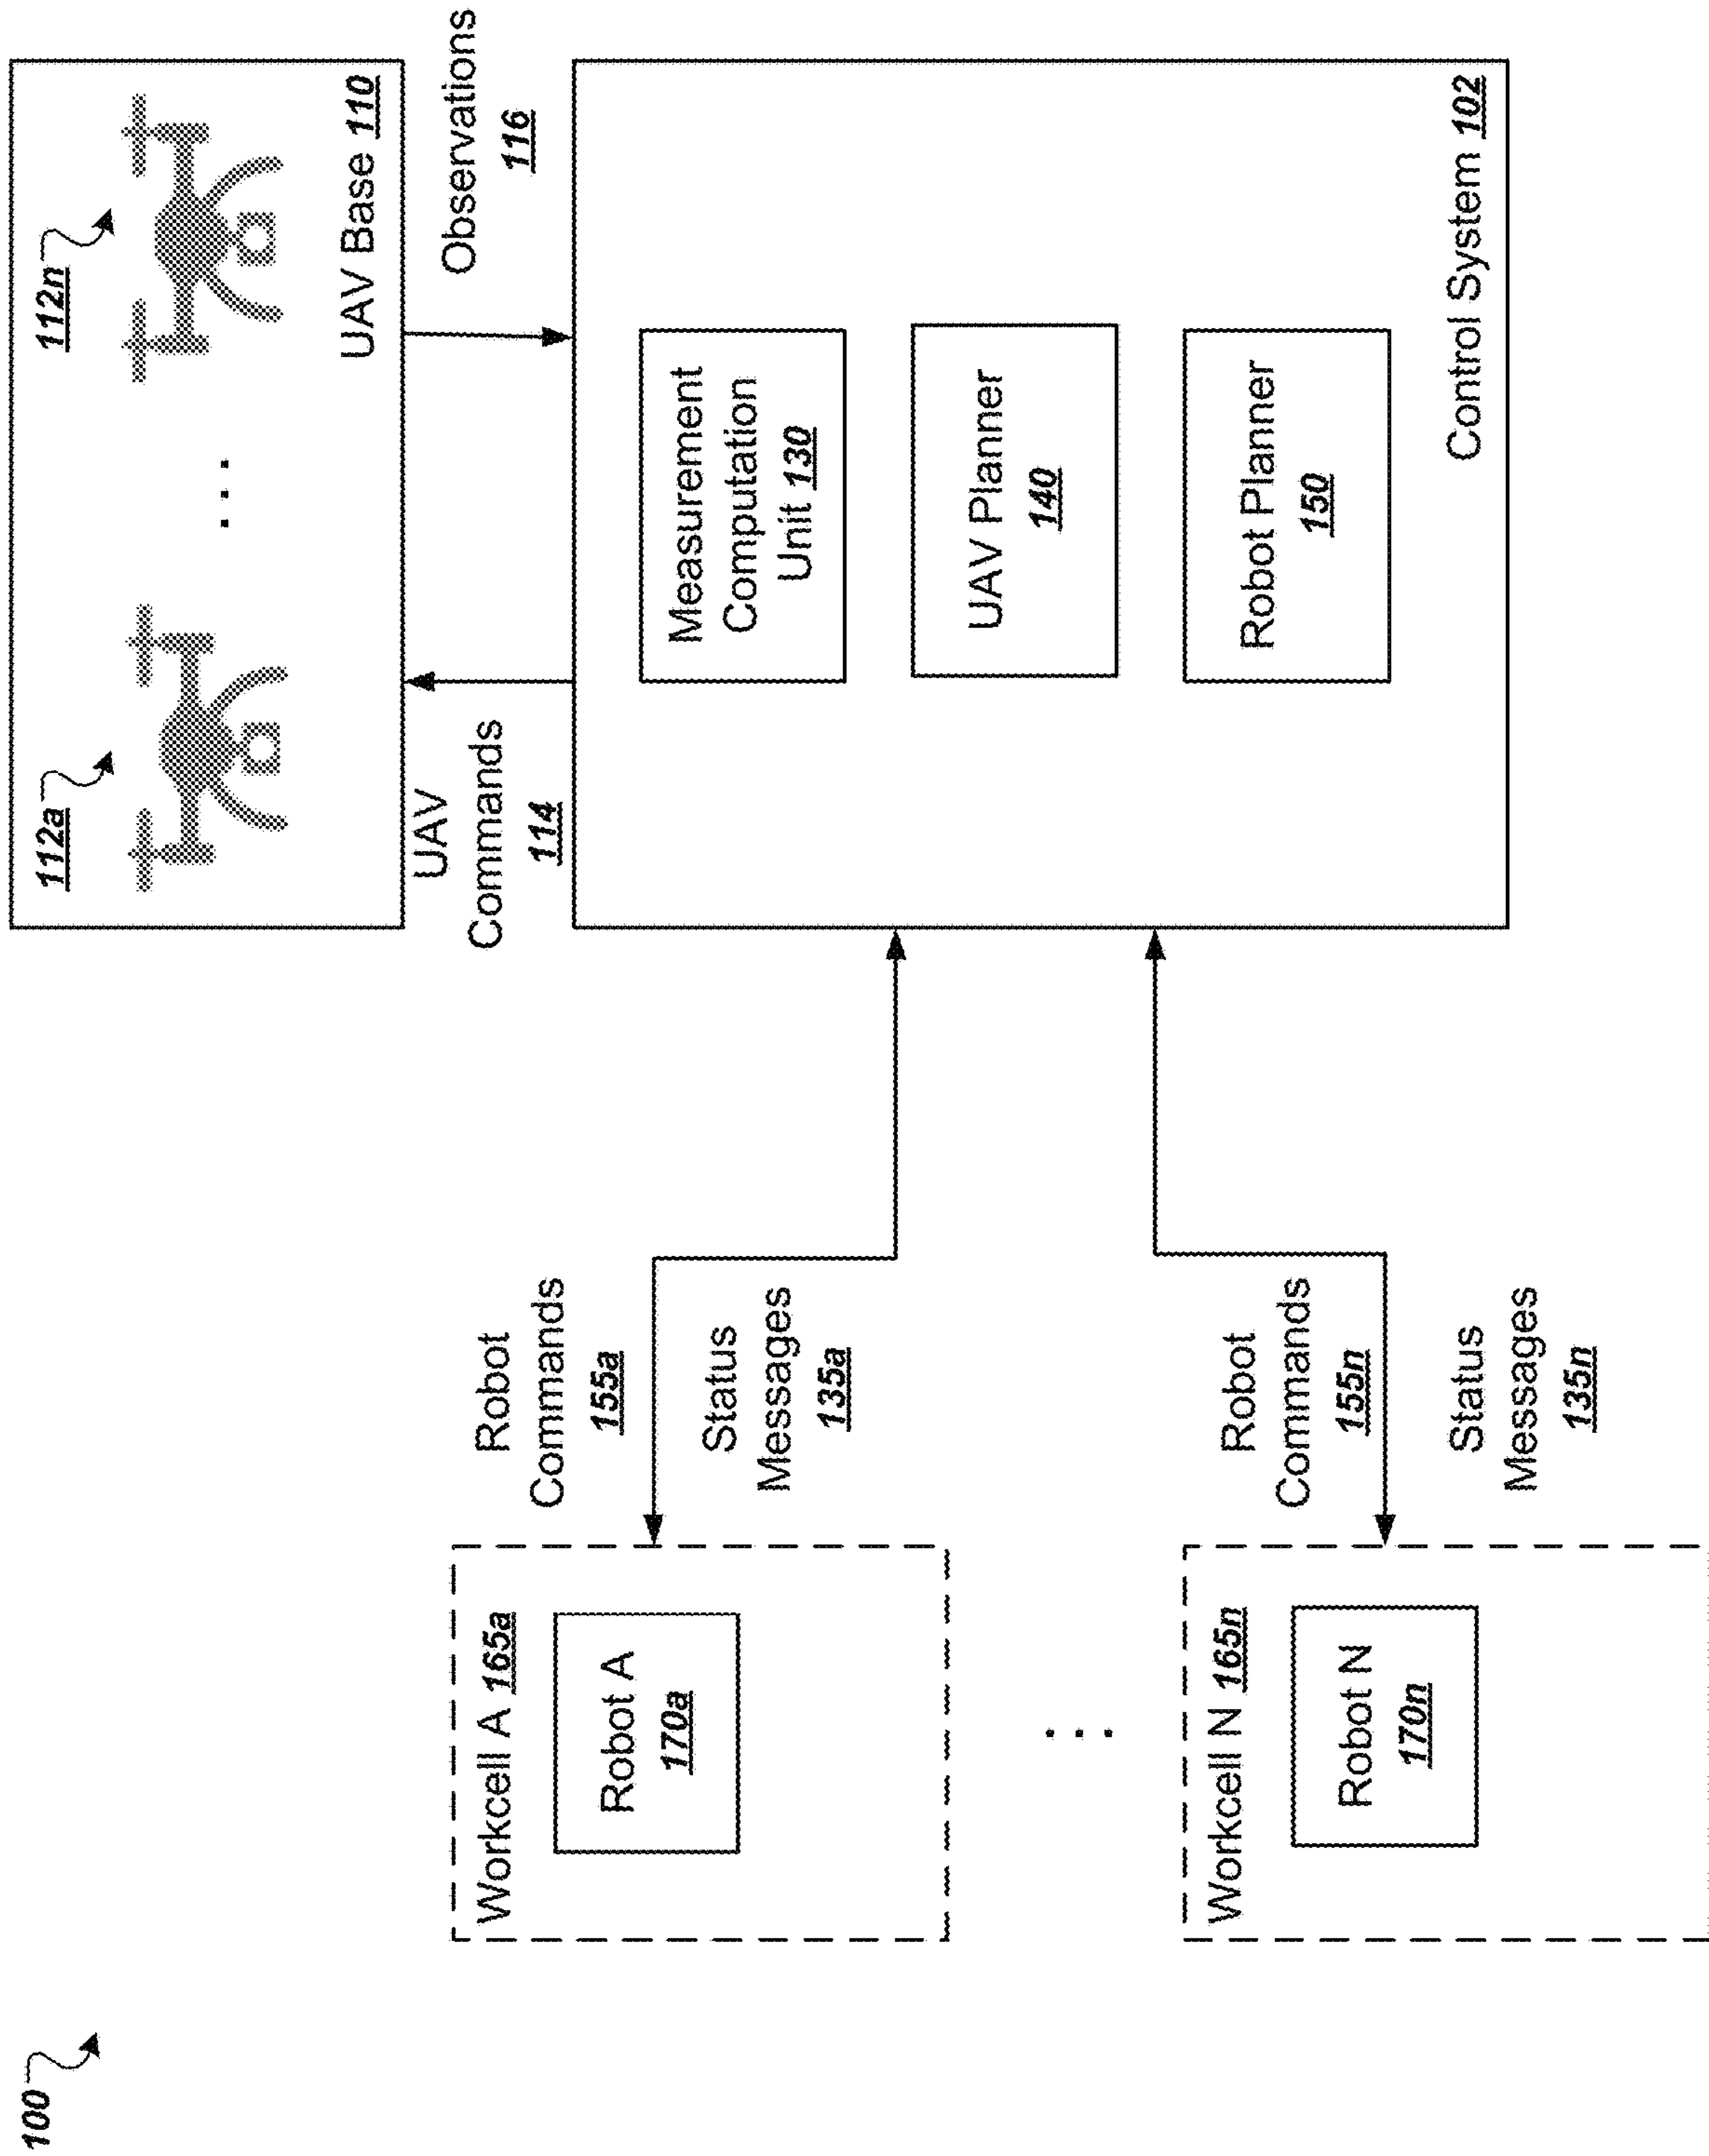 100
112a
112n
...
UAV Base 110
UAV
Commands
114
Observations
116
Workcell A 165a
Robot A
170a
Robot
Commands
155a
Status
Messages
135a
Measurement
Computation
Unit 130
UAV Planner
140
Robot Planner
150
Control System 102
...
Workcell N 165n
Robot N
170n
Robot
Commands
155n
Status
Messages
135n